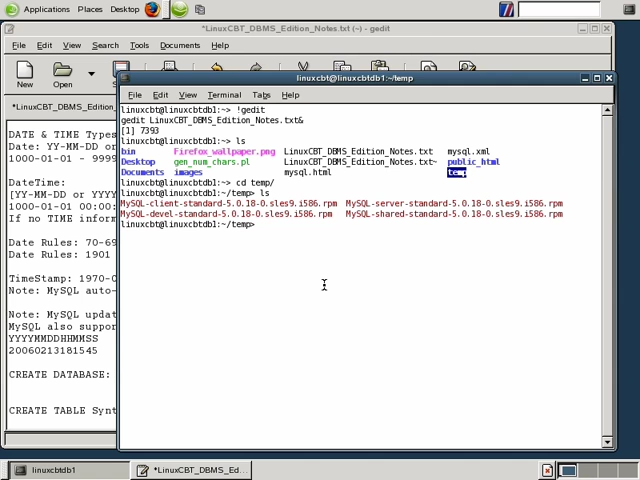 Applications Places Desktop
*LinuxCBT_DBMS_Edition_Notes.txt (~) - gedit
File Edit View Search Tools Documents Help
New Open
*LinuxCBT_DBMS_Edition_
DATE & TIME Types
Date: YY-MM-DD or
1000-01-01 - 9999
DateTime:
[YY-MM-DD or YYYY
1000-01-01 00:00:
If no TIME inform
Date Rules: 70-69
Date Rules: 1901
TimeStamp: 1970-0
Note: MySQL auto-
Note: MySQL updat
MySQL also suppor
YYYYMMDDHHMMSS
20060213181545
CREATE DATABASE:
CREATE TABLE Synt
linuxcbt@linuxcbtdb1:~/temp
File Edit View Terminal Tabs Help
linuxcbt@linuxcbtdb1:~> !gedit
gedit LinuxCBT_DBMS_Edition_Notes.txt&
[1] 7393
linuxcbt@linuxcbtdb1:~> ls
bin Firefox_wallpaper.png LinuxCBT_DBMS_Edition_Notes.txt mysql.xml
Desktop gen_num_chars.pl LinuxCBT_DBMS_Edition_Notes.txt~ public_html
Documents images mysql.html temp
linuxcbt@linuxcbtdb1:~> cd temp/
linuxcbt@linuxcbtdb1:~/temp> ls
MySQL-client-standard-5.0.18-0.sles9.i586.rpm MySQL-server-standard-5.0.18-0.sles9.i586.rpm
MySQL-devel-standard-5.0.18-0.sles9.i586.rpm MySQL-shared-standard-5.0.18-0.sles9.i586.rpm
linuxcbt@linuxcbtdb1:~/temp>
linuxcbtdb1 *LinuxCBT_DBMS_Ed...